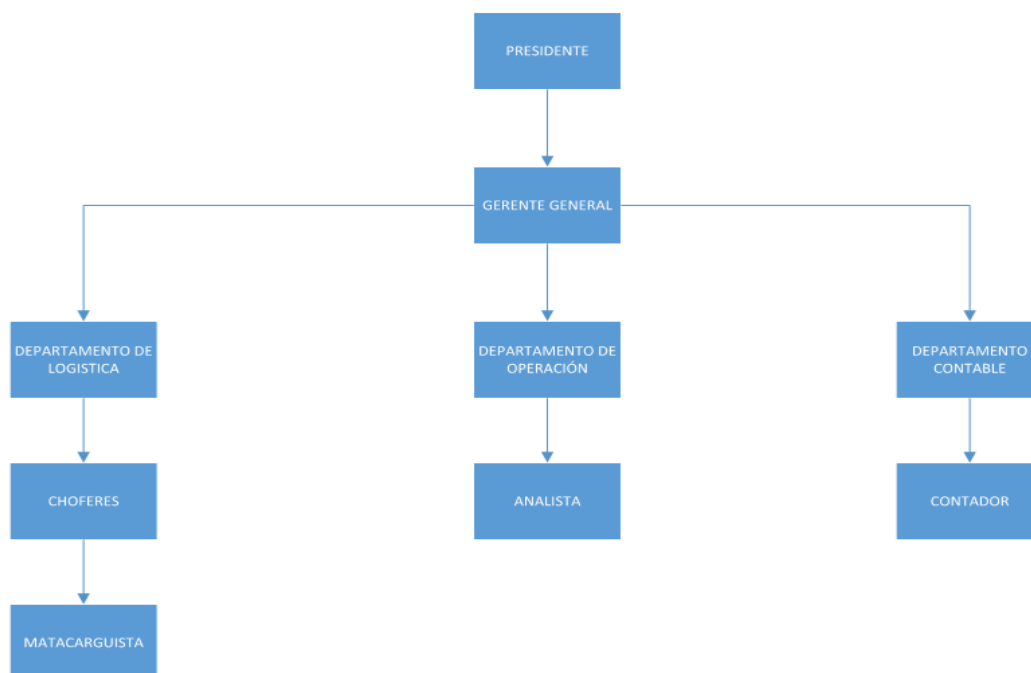 PRESIDENTE
GERENTE GENERAL
DEPARTAMENTO DE
LOGISTICA
DEPARTAMENTO DE
OPERACIÓN
DEPARTAMENTO
CONTABLE
CHOFERES
ANALISTA
CONTADOR
MATACARGUISTA